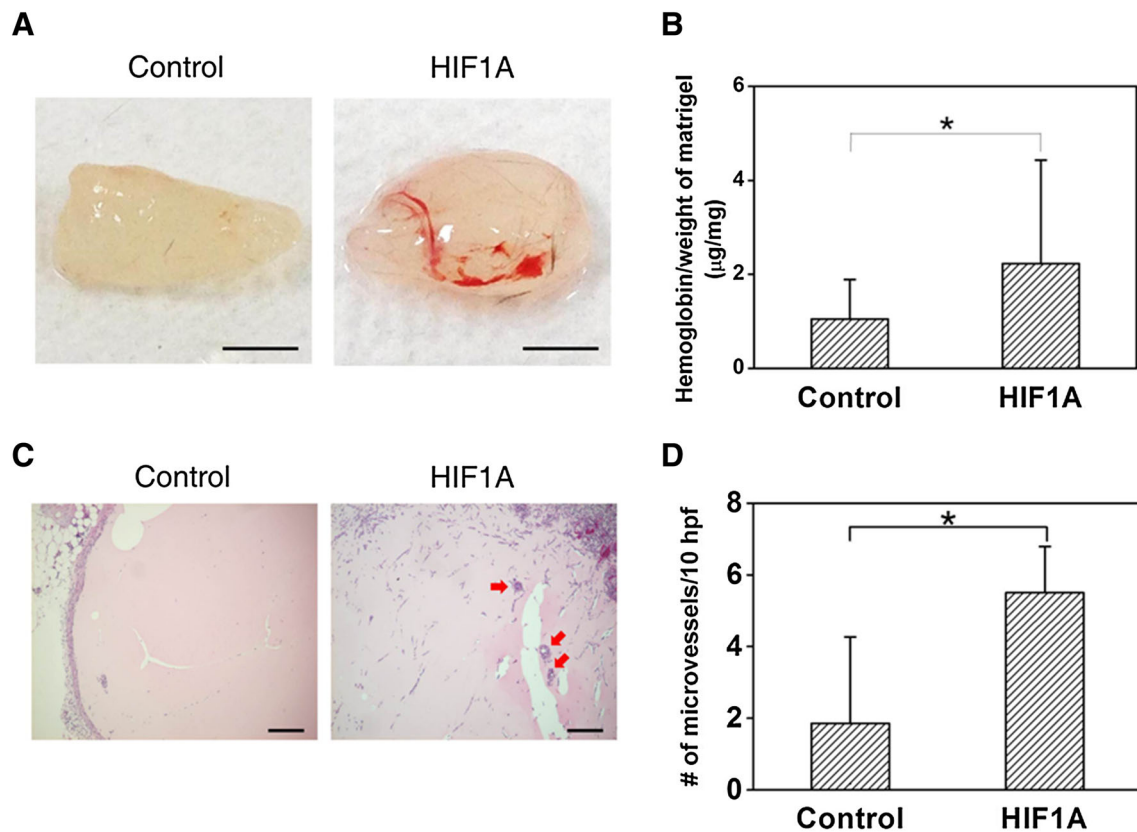 A
Control HIF1A
B
Hemoglobin/weight of matrigel
(μg/mg)
6
4
2
0
*
Control HIF1A
C
Control HIF1A
D
# of microvessels/10 hpf
8
6
4
2
0
*
Control HIF1A